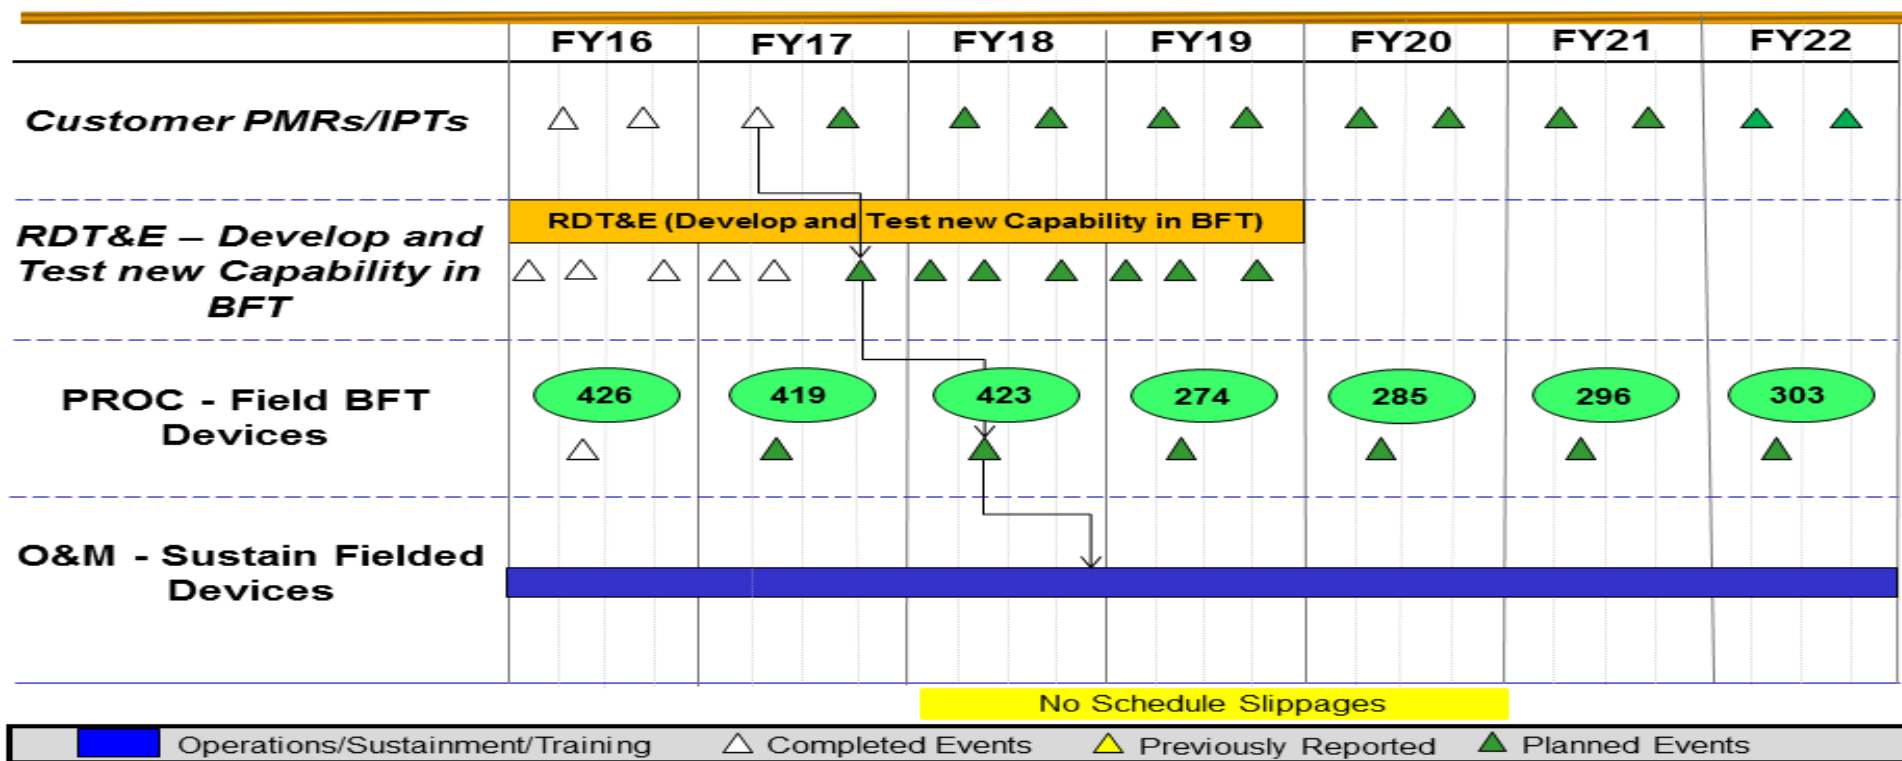 FY16 FY17 FY18 FY19 FY20 FY21 FY22
Customer PMRs/IPTs
RDT&E (Develop and Test new Capability in BFT)
RDT&E – Develop and
Test new Capability in
BFT
PROC - Field BFT
Devices
426 419 423 274 285 296 303
O&M - Sustain Fielded
Devices
No Schedule Slippages
Operations/Sustainment/Training Completed Events Previously Reported Planned Events